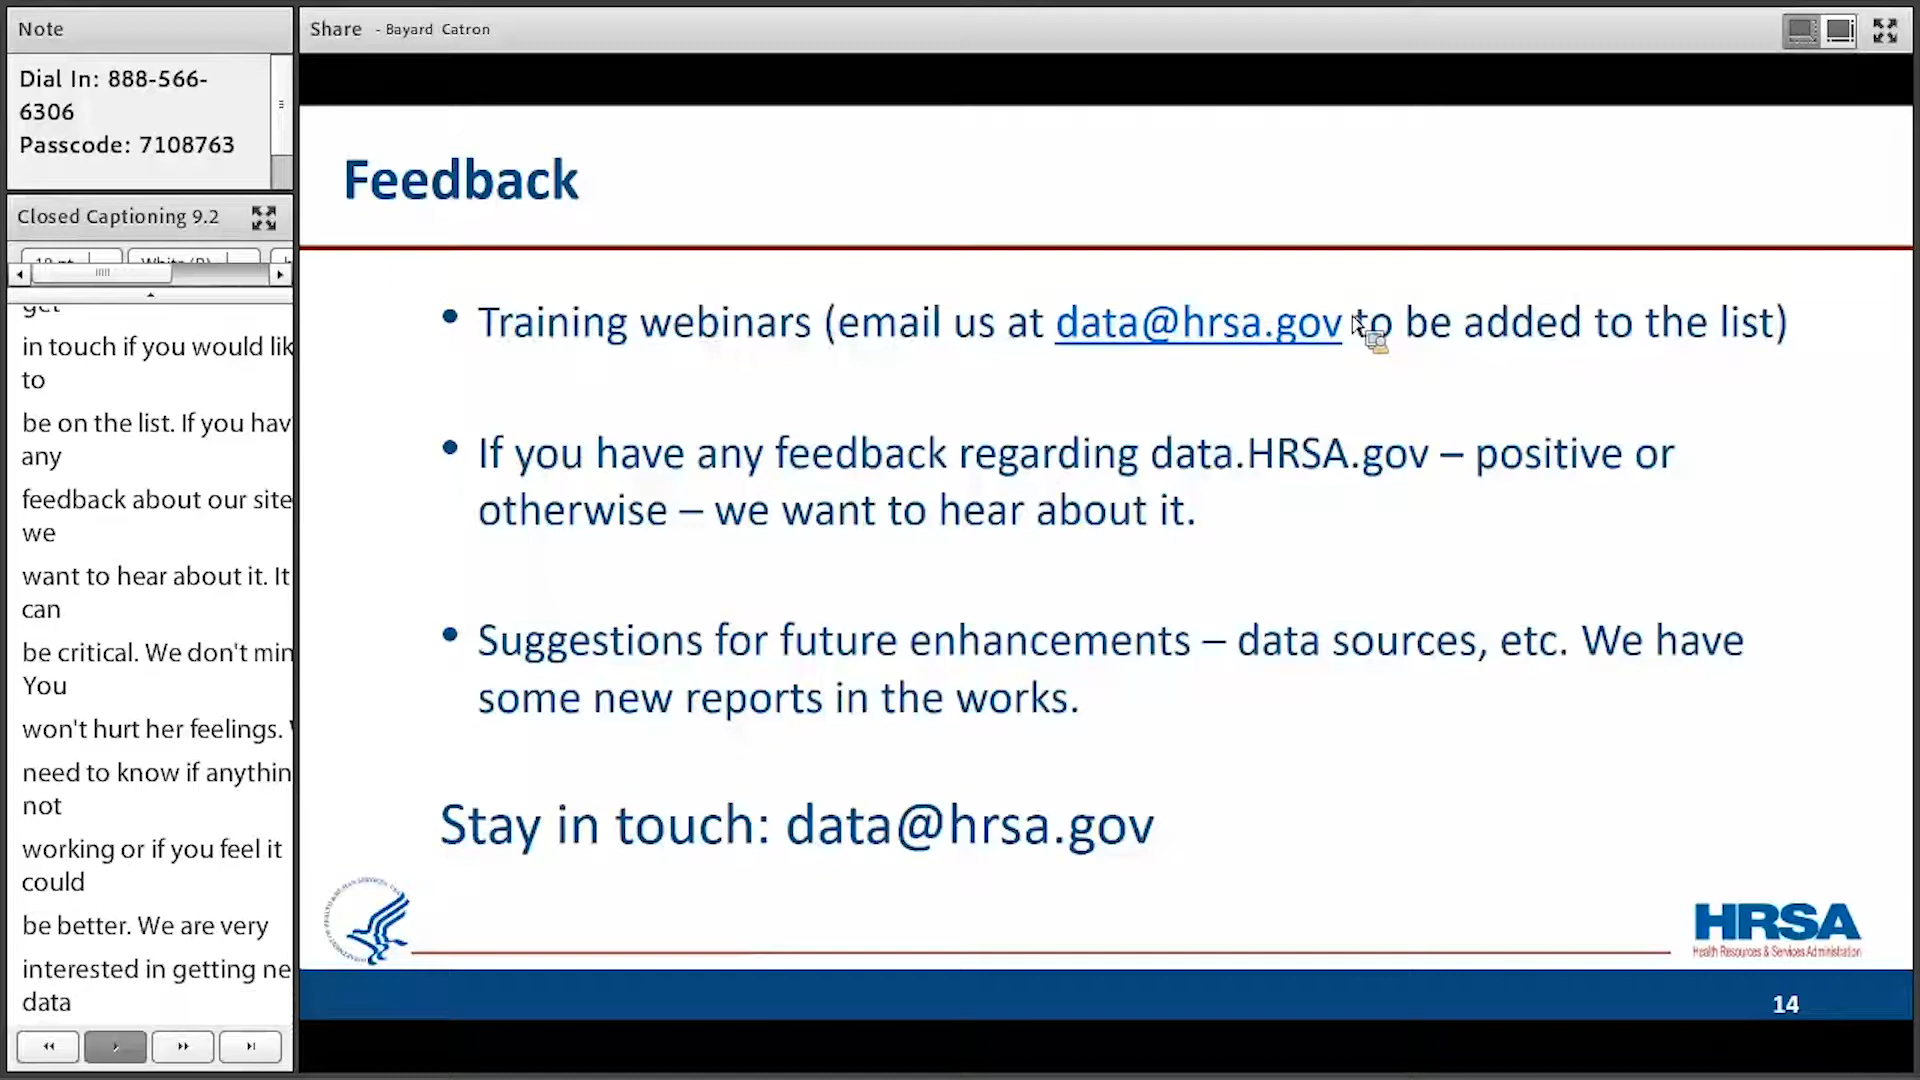 Note
Dial In: 888-566-
6306
Passcode: 7108763
Closed Captioning 9.2
in touch if you would lik
to
be on the list. If you hav
any
feedback about our site
we
want to hear about it. It
can
be critical. We don't min
You
won't hurt her feelings.
need to know if anythin
not
working or if you feel it
could
be better. We are very
interested in getting ne
data
Share - Bayard Catron
Feedback
• Training webinars (email us at data@hrsa.gov to be added to the list)
• If you have any feedback regarding data.HRSA.gov – positive or
otherwise – we want to hear about it.
• Suggestions for future enhancements – data sources, etc. We have
some new reports in the works.
Stay in touch: data@hrsa.gov
HRSA
Health Resources & Services Administration
14